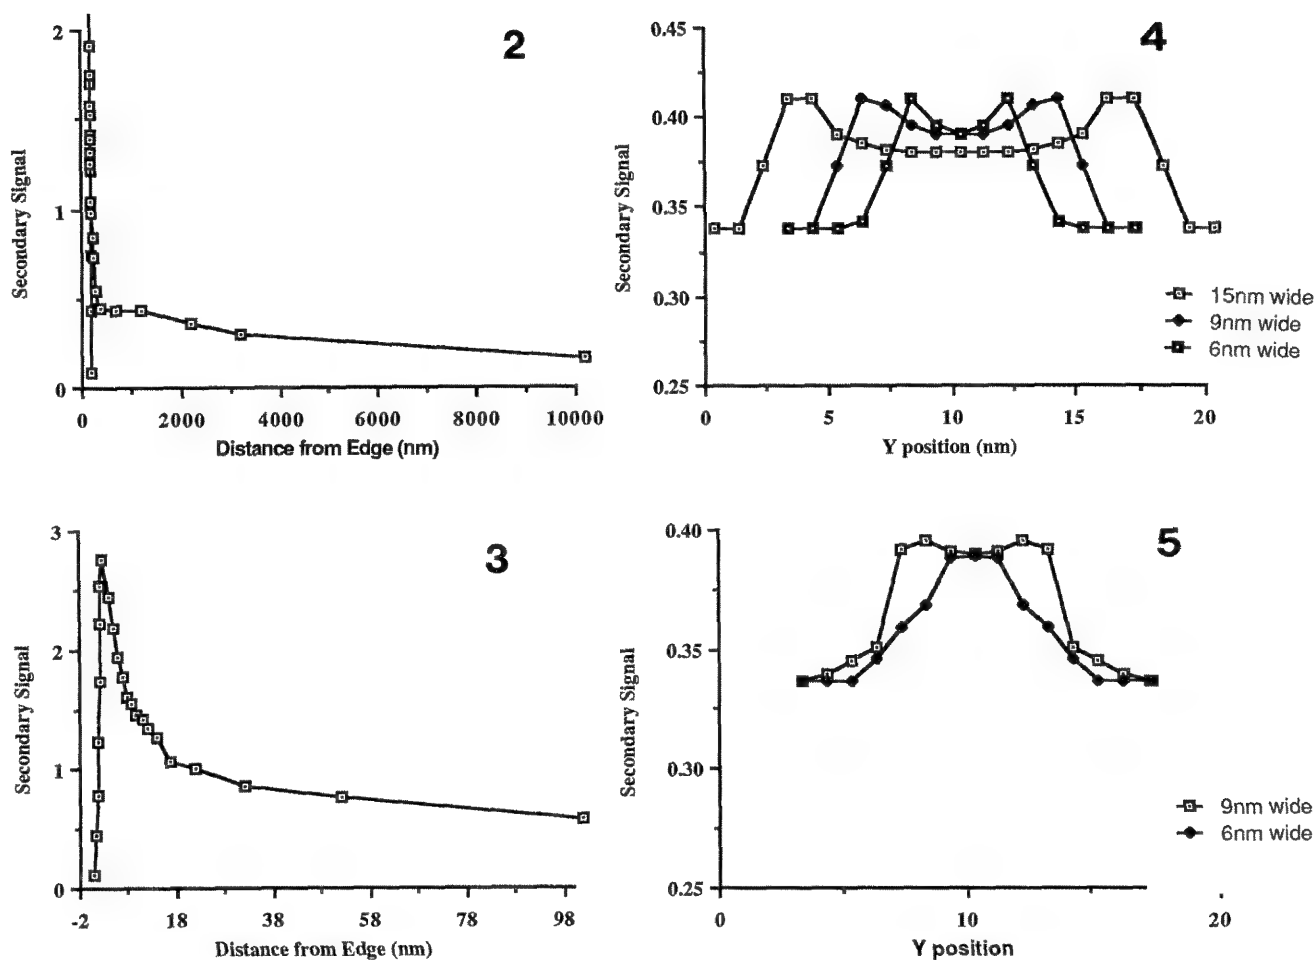 2
2
1
0
Secondary Signal
0 2000 4000 6000 8000 10000
Distance from Edge (nm)
4
0.45
0.40
0.35
0.30
0.25
Secondary Signal
15nm wide
9nm wide
6nm wide
0 5 10 15 20
Y position (nm)
3
3
2
1
0
Secondary Signal
-2 18 38 58 78 98
Distance from Edge (nm)
5
0.40
0.35
0.30
0.25
Secondary Signal
9nm wide
6nm wide
0 10 20
Y position